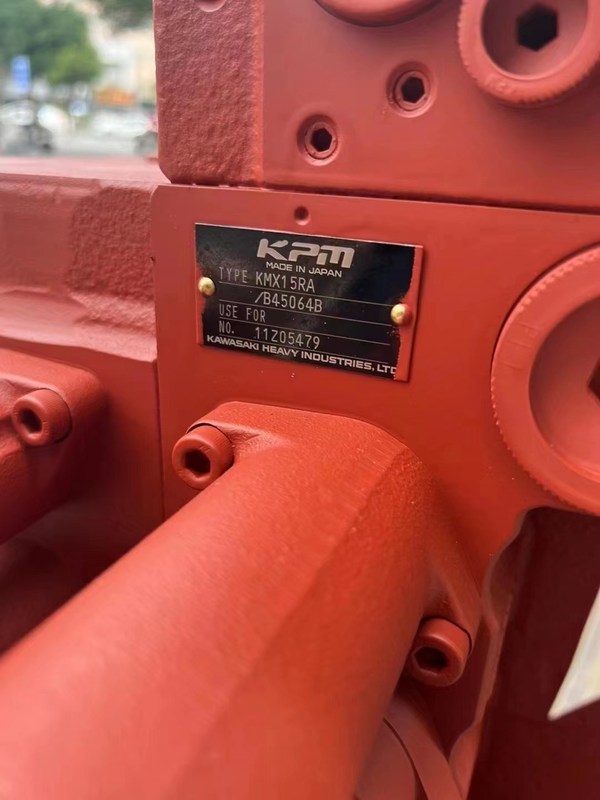 KPM
MADE IN JAPAN
TYPE KMX15RA
/B45064B
USE FOR
NO. 11Z05479
KAWASAKI HEAVY INDUSTRIES, LTD